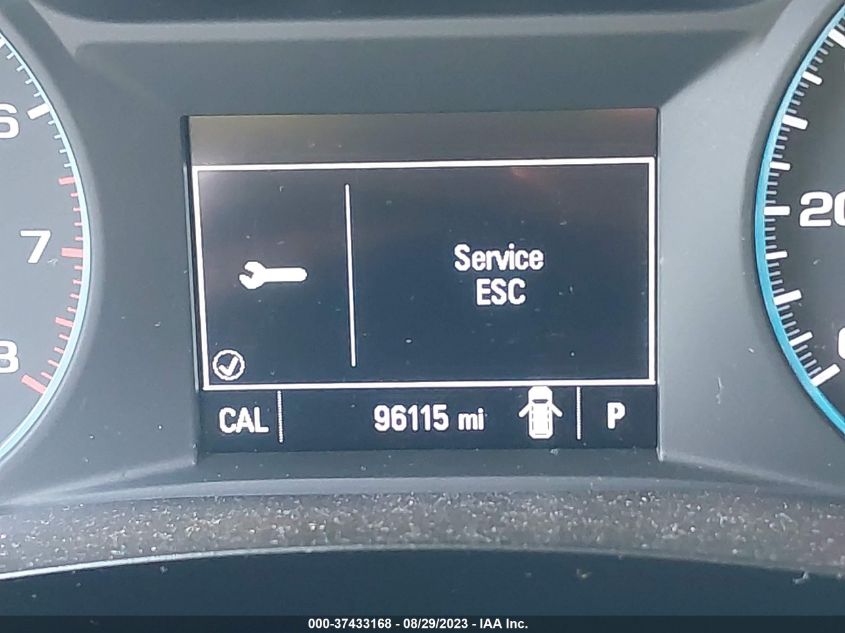 6
7
8
Service
ESC
20
CAL
96115 mi
P
000-37433168 - 08/29/2023 - IAA Inc.